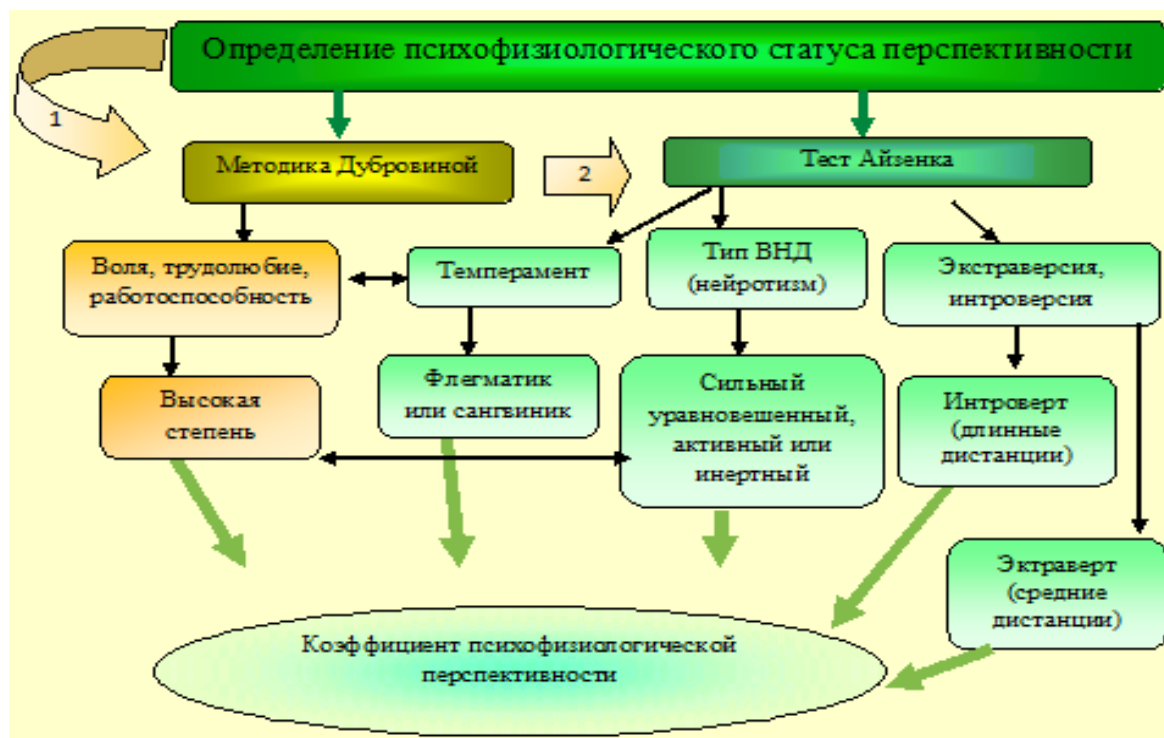 Определение психофизиологического статуса перспективности
1
Методика Дубровиной
2
Тест Айзенка
Воля, трудолюбие,
работоспособность
Темперамент
Тип ВНД
(нейротизм)
Экстраверсия,
интроверсия
Высокая
степень
Флегматик
или сангвиник
Сильный
уравновешенный,
активный или
инертный
Интроверт
(длинные
дистанции)
Эктраверт
(средние
дистанции)
Коэффициент психофизиологической
перспективности